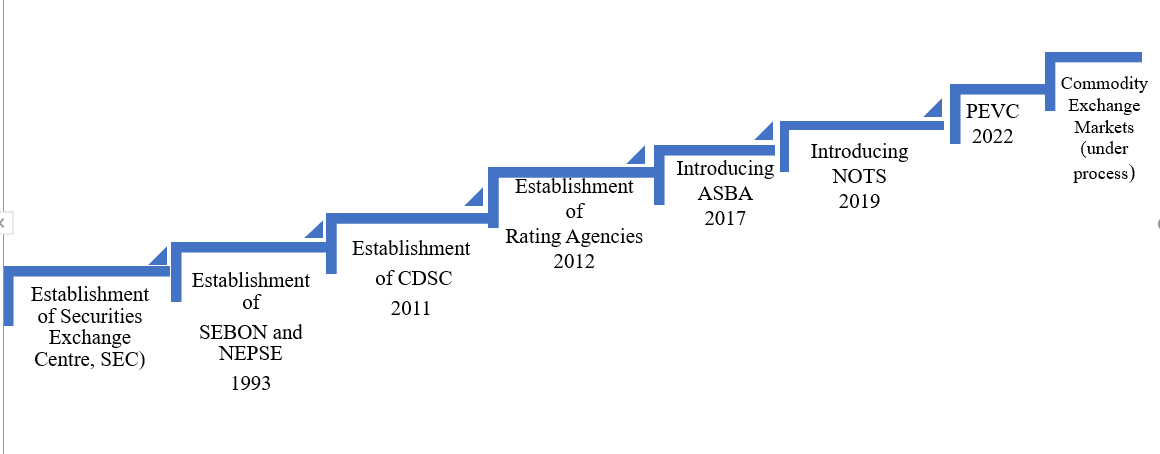 Establishment
of Securities
Exchange
Centre, SEC)
Establishment
of
SEBON and
NEPSE
1993
Establishment
of CDSC
2011
Establishment
of
Rating Agencies
2012
Introducing
ASBA
2017
Introducing
NOTS
2019
PEVC
2022
Commodity
Exchange
Markets
(under
process)